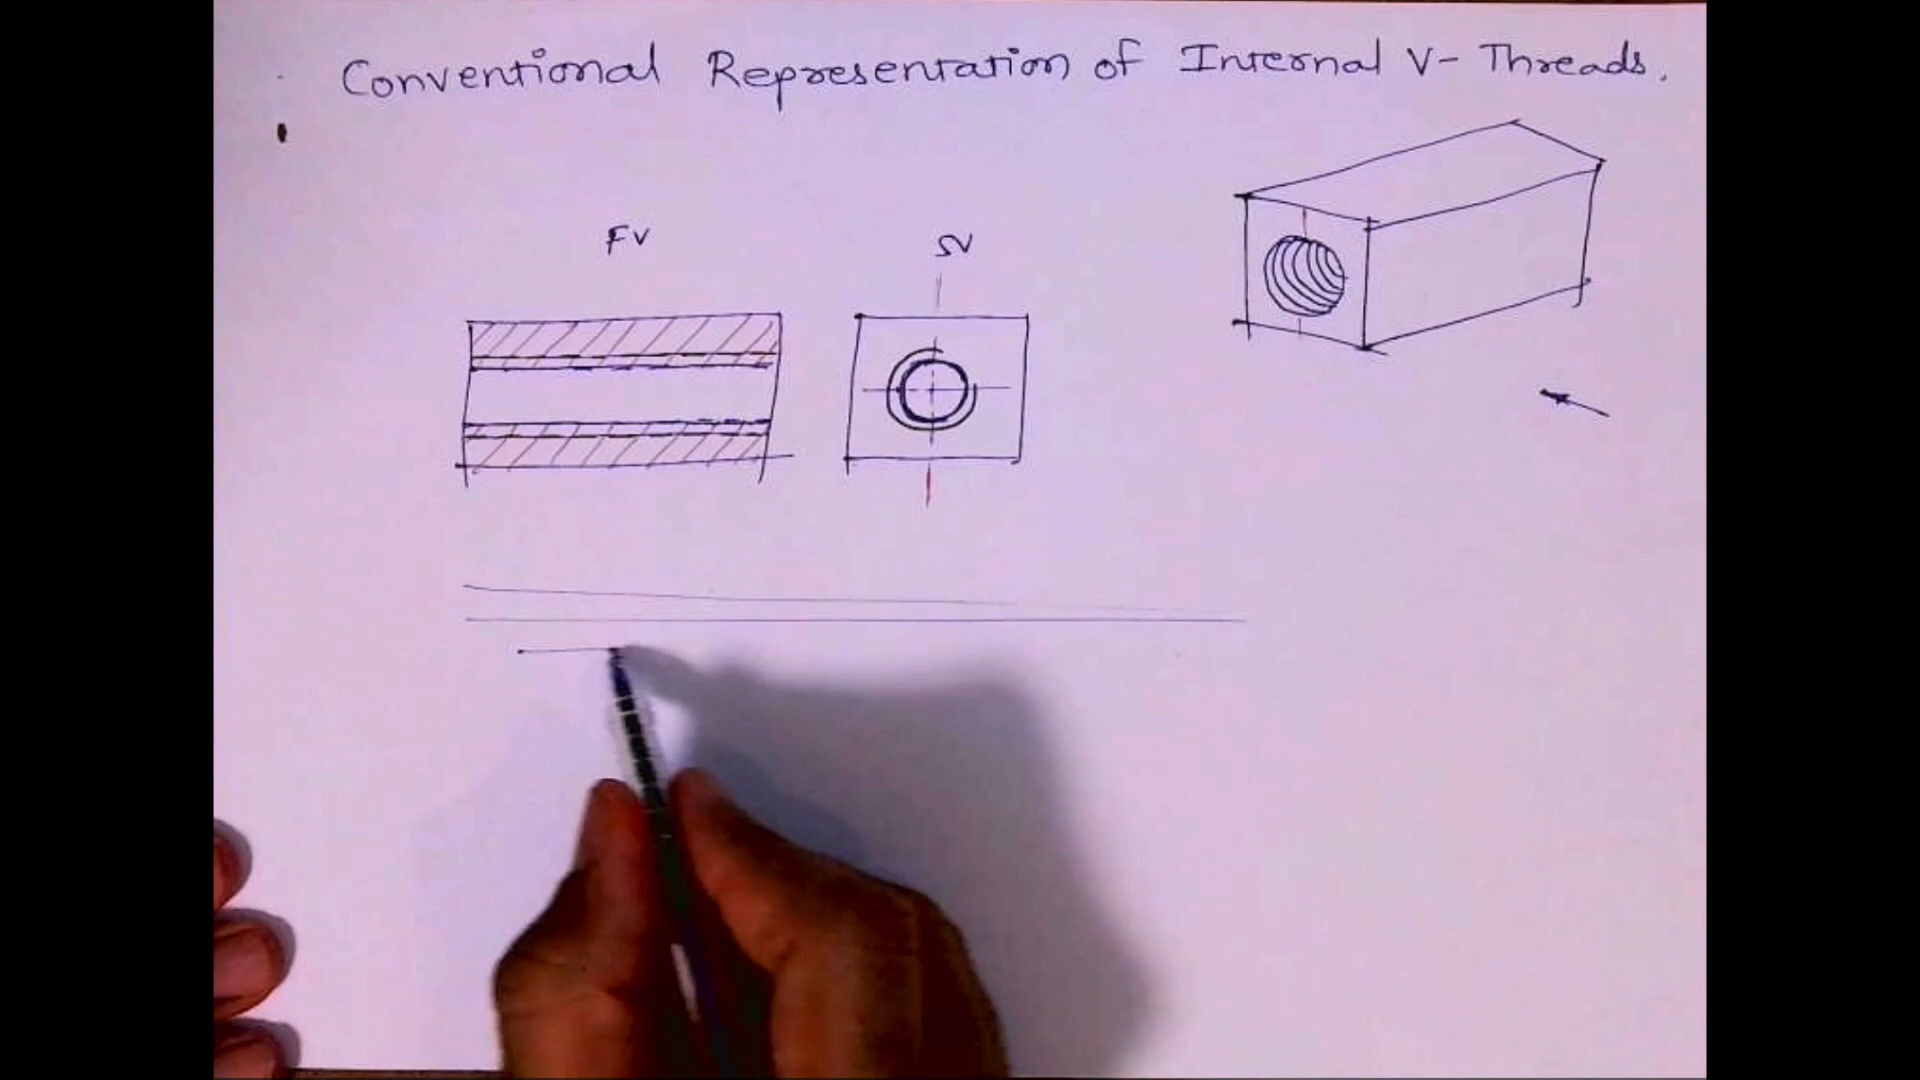 Conventional Representation of Internal V- Threads.
FV
SV